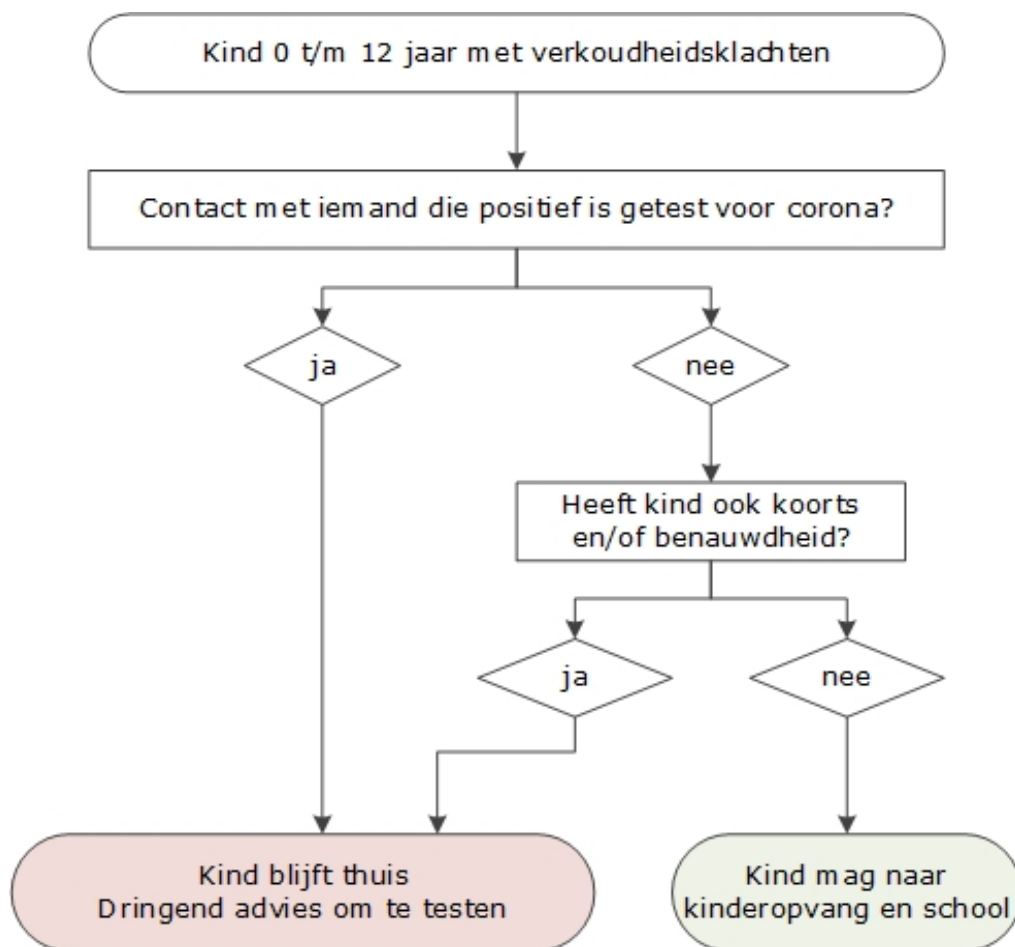 Kind 0 t/m 12 jaar met verkoudheidsklachten
Contact met iemand die positief is getest voor corona?
ja
nee
Heeft kind ook koorts
en/of benauwdheid?
ja
nee
Kind blijft thuis
Dringend advies om te testen
Kind mag naar
kinderopvang en school